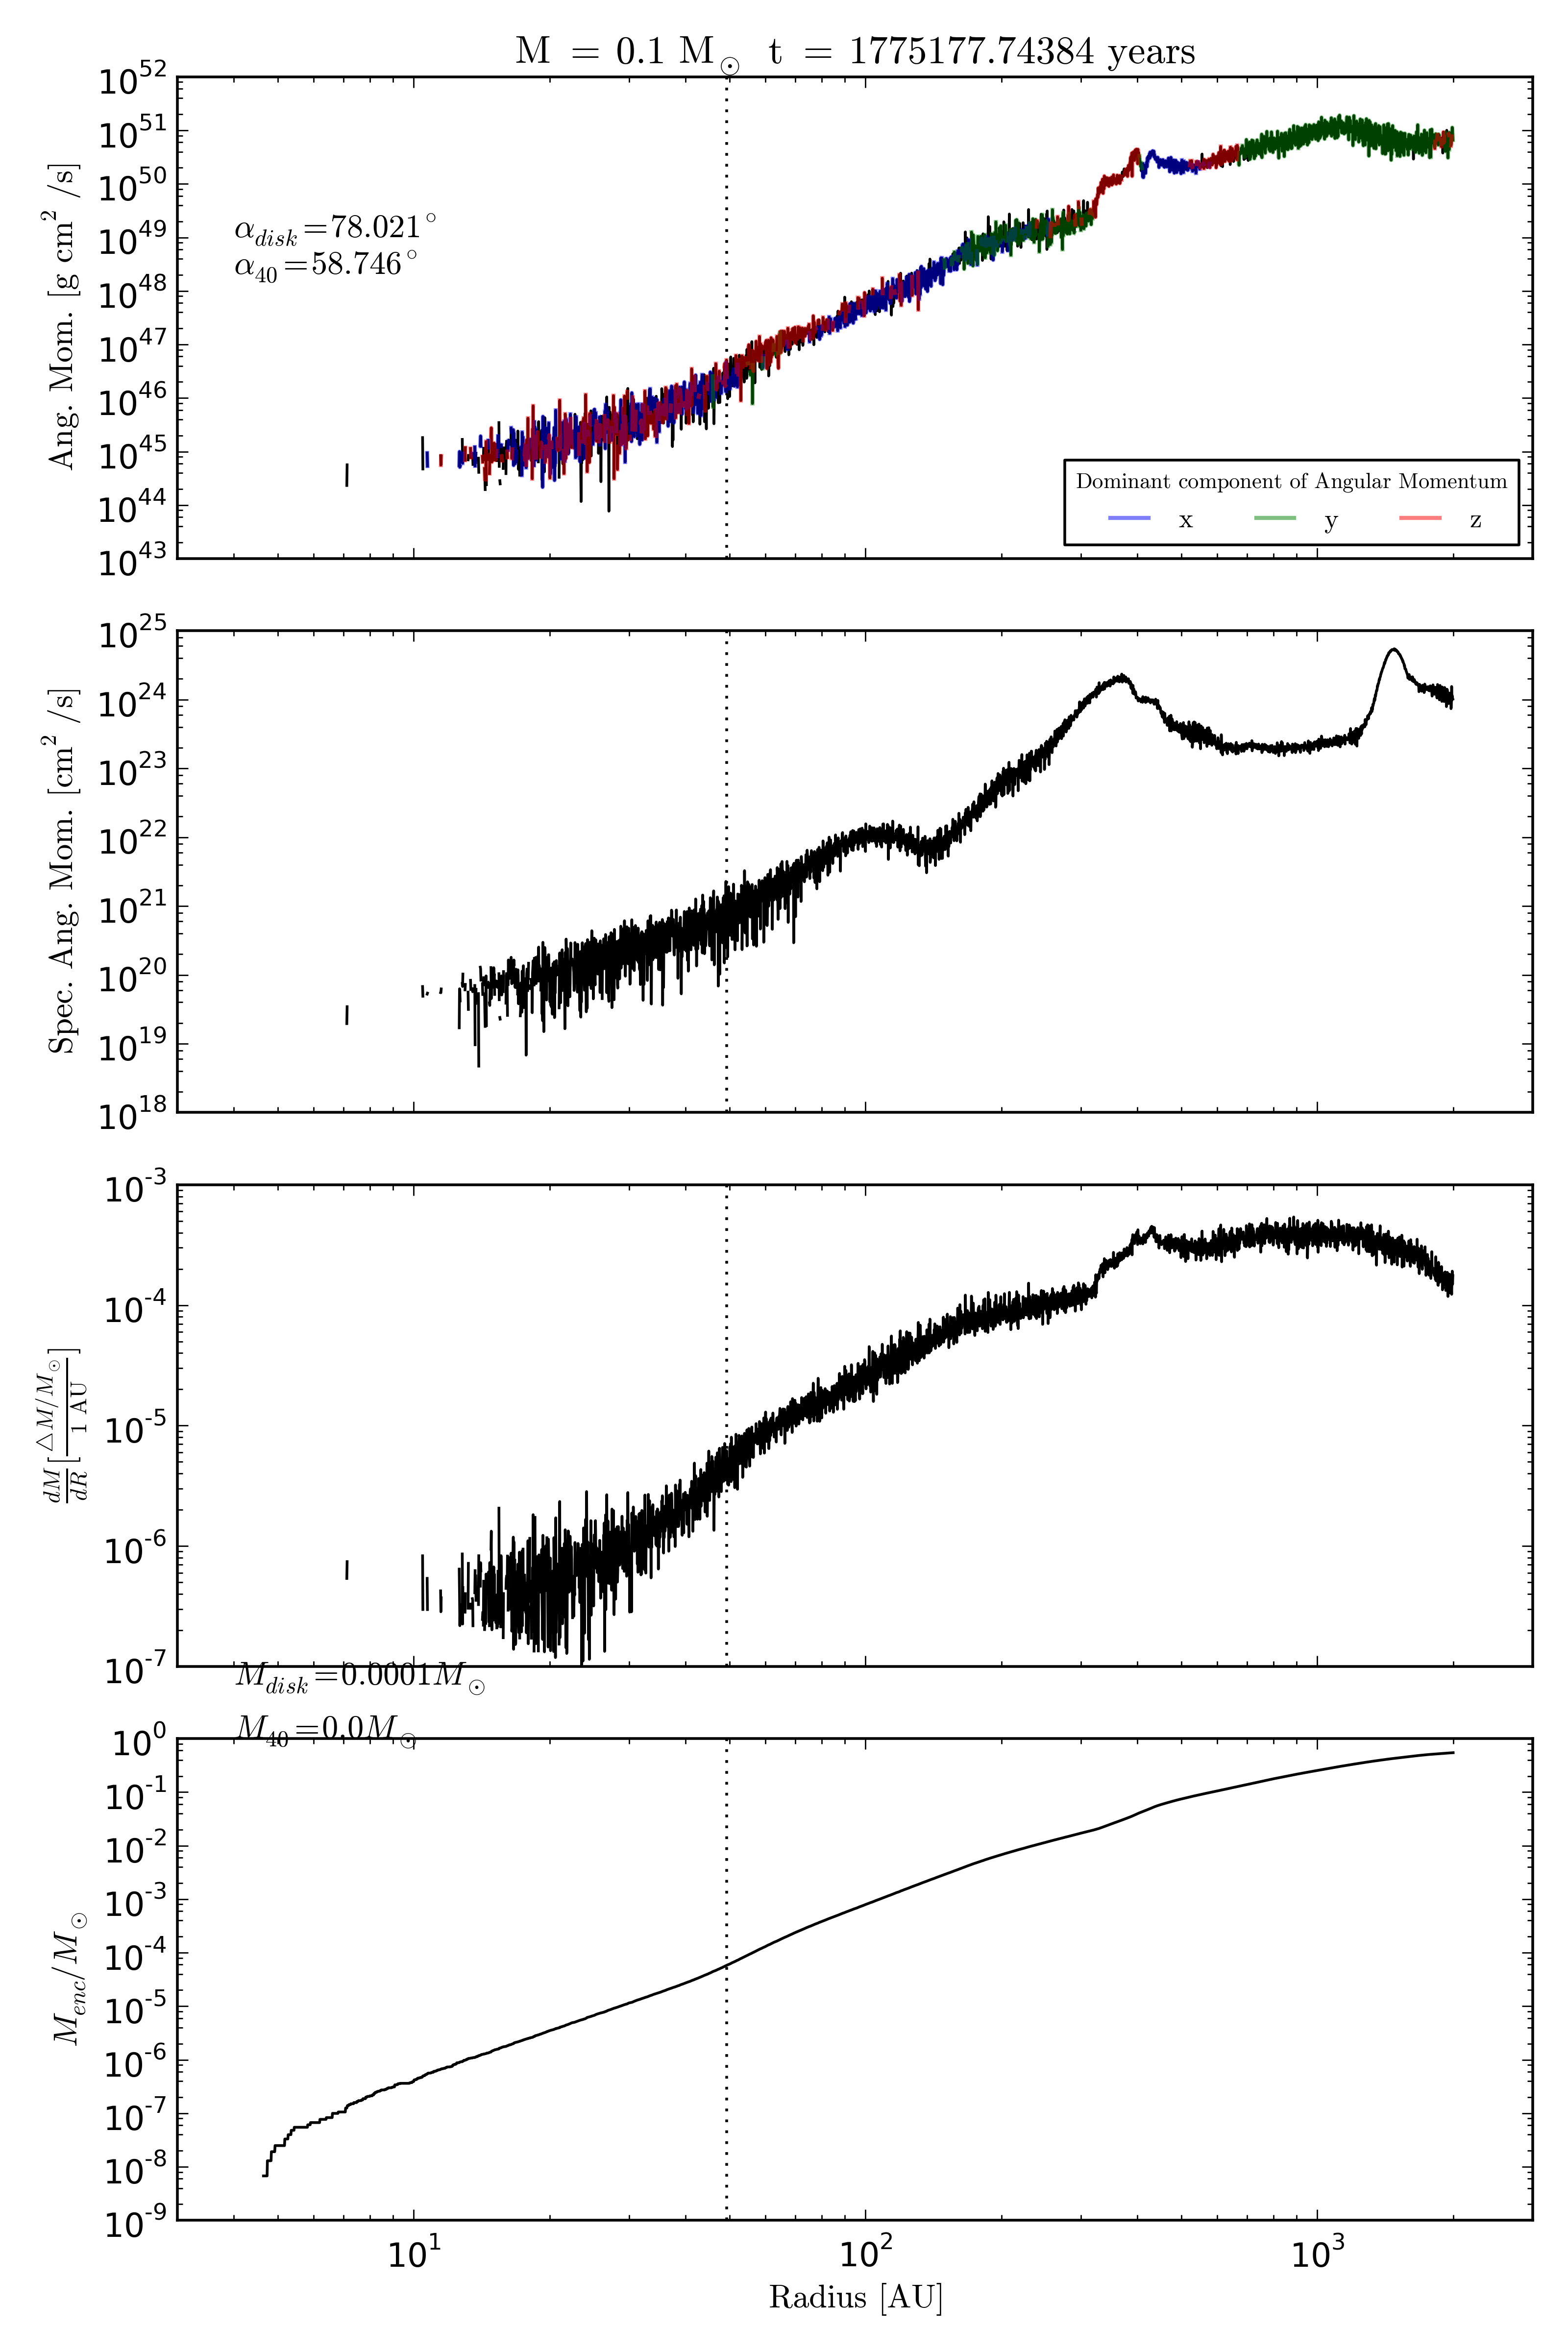 M = 0.1 M⊙ t = 1775177.74384 years
10^52
10^51
10^50
10^49
10^48
10^47
10^46
10^45
10^44
10^43
Ang. Mom. [g cm^2 /s]
α_disk=78.021°
α_40=58.746°
Dominant component of Angular Momentum
x y z
10^25
10^24
10^23
10^22
10^21
10^20
10^19
10^18
Spec. Ang. Mom. [cm^2 /s]
10^-3
10^-4
10^-5
10^-6
10^-7
dM/dR [△M/M⊙ / 1 AU]
M_disk=0.0001M⊙
M_40=0.0M⊙
10^0
10^-1
10^-2
10^-3
10^-4
10^-5
10^-6
10^-7
10^-8
10^-9
M_enc/M⊙
10^1 10^2 10^3
Radius [AU]